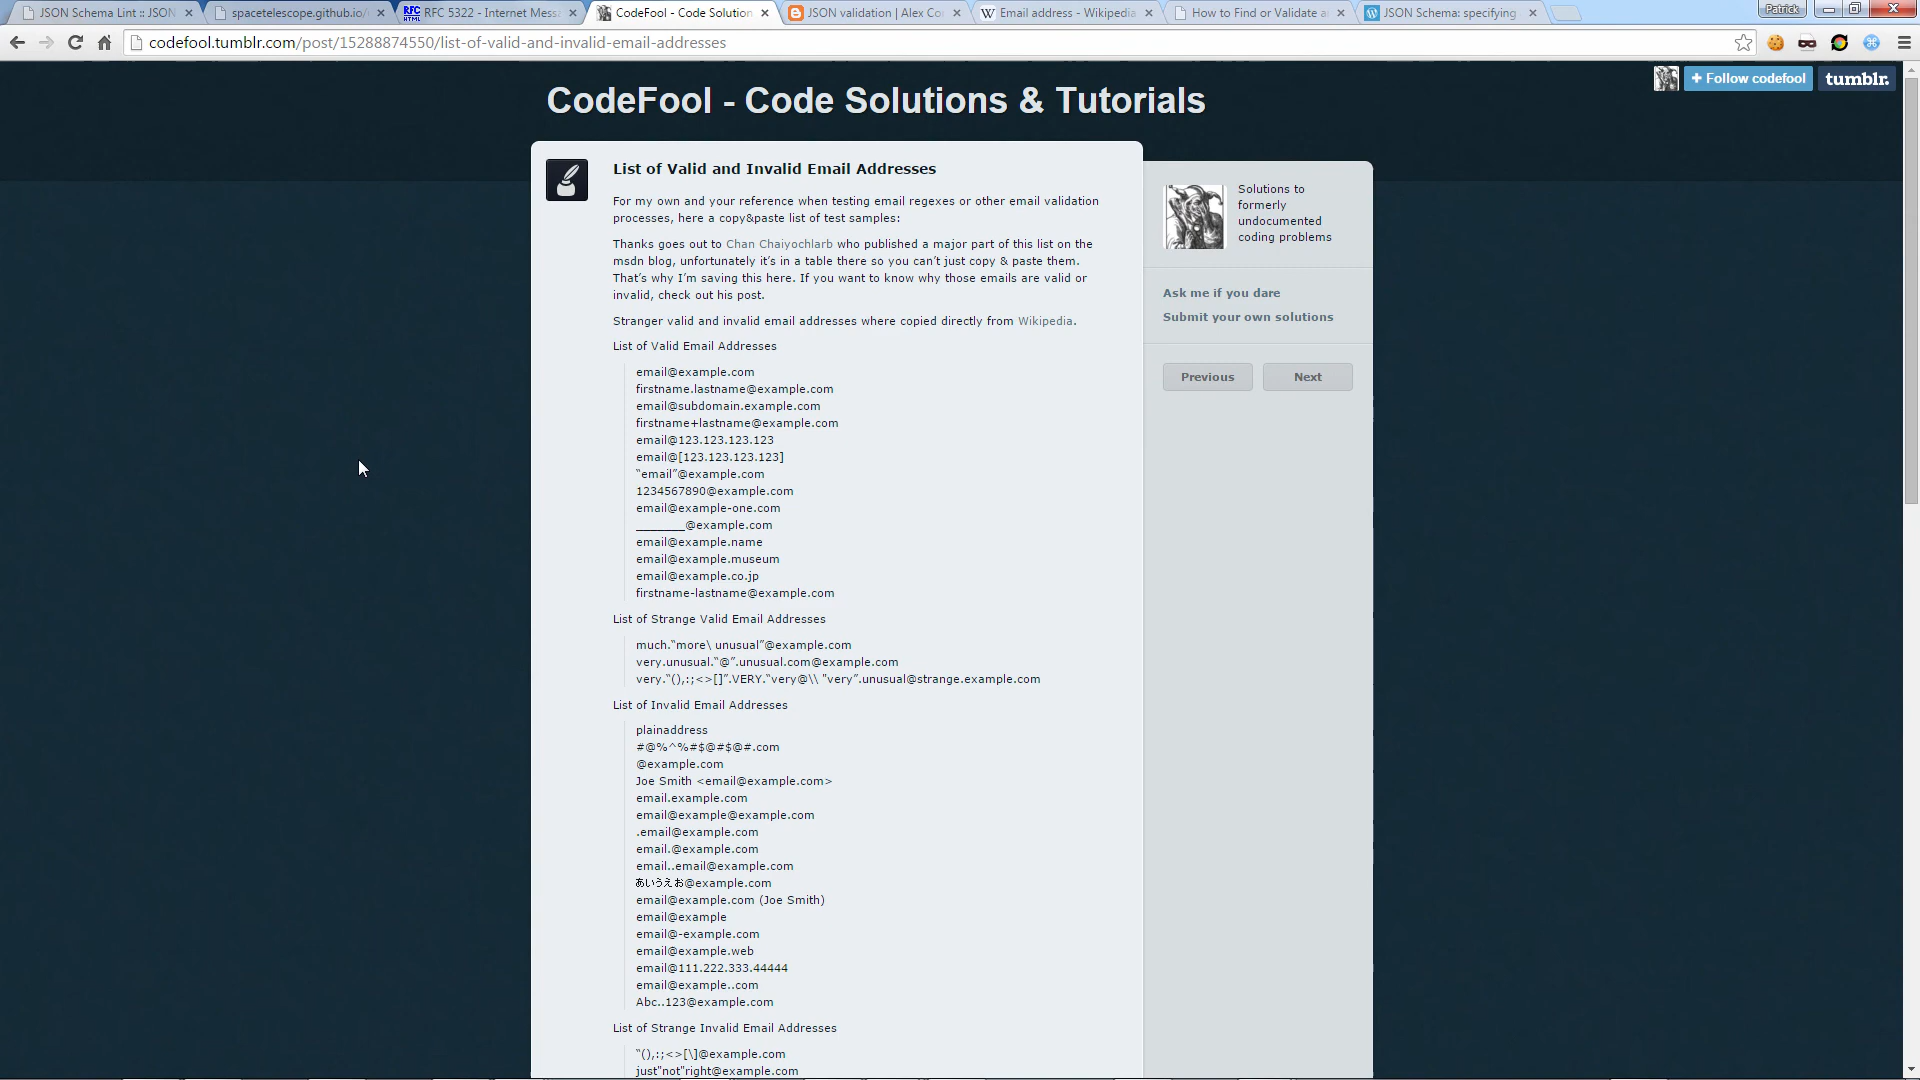 JSON Schema Lint :: JSON
spacetelescope.github.io/
RFC HTML RFC 5322 - Internet Mess
CodeFool - Code Solution
JSON validation | Alex Co
W Email address - Wikipedia
How to Find or Validate a
JSON Schema: specifying
Patrick
codefool.tumblr.com/post/15288874550/list-of-valid-and-invalid-email-addresses
+ Follow codefool
tumblr.
CodeFool - Code Solutions & Tutorials
List of Valid and Invalid Email Addresses
For my own and your reference when testing email regexes or other email validation
processes, here a copy&paste list of test samples:
Thanks goes out to Chan Chaiyochlarb who published a major part of this list on the
msdn blog, unfortunately it’s in a table there so you can’t just copy & paste them.
That’s why I’m saving this here. If you want to know why those emails are valid or
invalid, check out his post.
Stranger valid and invalid email addresses where copied directly from Wikipedia.
List of Valid Email Addresses
email@example.com
firstname.lastname@example.com
email@subdomain.example.com
firstname+lastname@example.com
email@123.123.123.123
email@[123.123.123.123]
“email”@example.com
1234567890@example.com
email@example-one.com
_______@example.com
email@example.name
email@example.museum
email@example.co.jp
firstname-lastname@example.com
List of Strange Valid Email Addresses
much.“more\ unusual”@example.com
very.unusual.“@”.unusual.com@example.com
very.“(),:;<>[]”.VERY.“very@\\ "very”.unusual@strange.example.com
List of Invalid Email Addresses
plainaddress
#@%^%#$@#$@#.com
@example.com
Joe Smith <email@example.com>
email.example.com
email@example@example.com
.email@example.com
email.@example.com
email..email@example.com
あいうえお@example.com
email@example.com (Joe Smith)
email@example
email@-example.com
email@example.web
email@111.222.333.44444
email@example..com
Abc..123@example.com
List of Strange Invalid Email Addresses
“(),:;<>[\]@example.com
just"not"right@example.com
Solutions to
formerly
undocumented
coding problems
Ask me if you dare
Submit your own solutions
Previous
Next